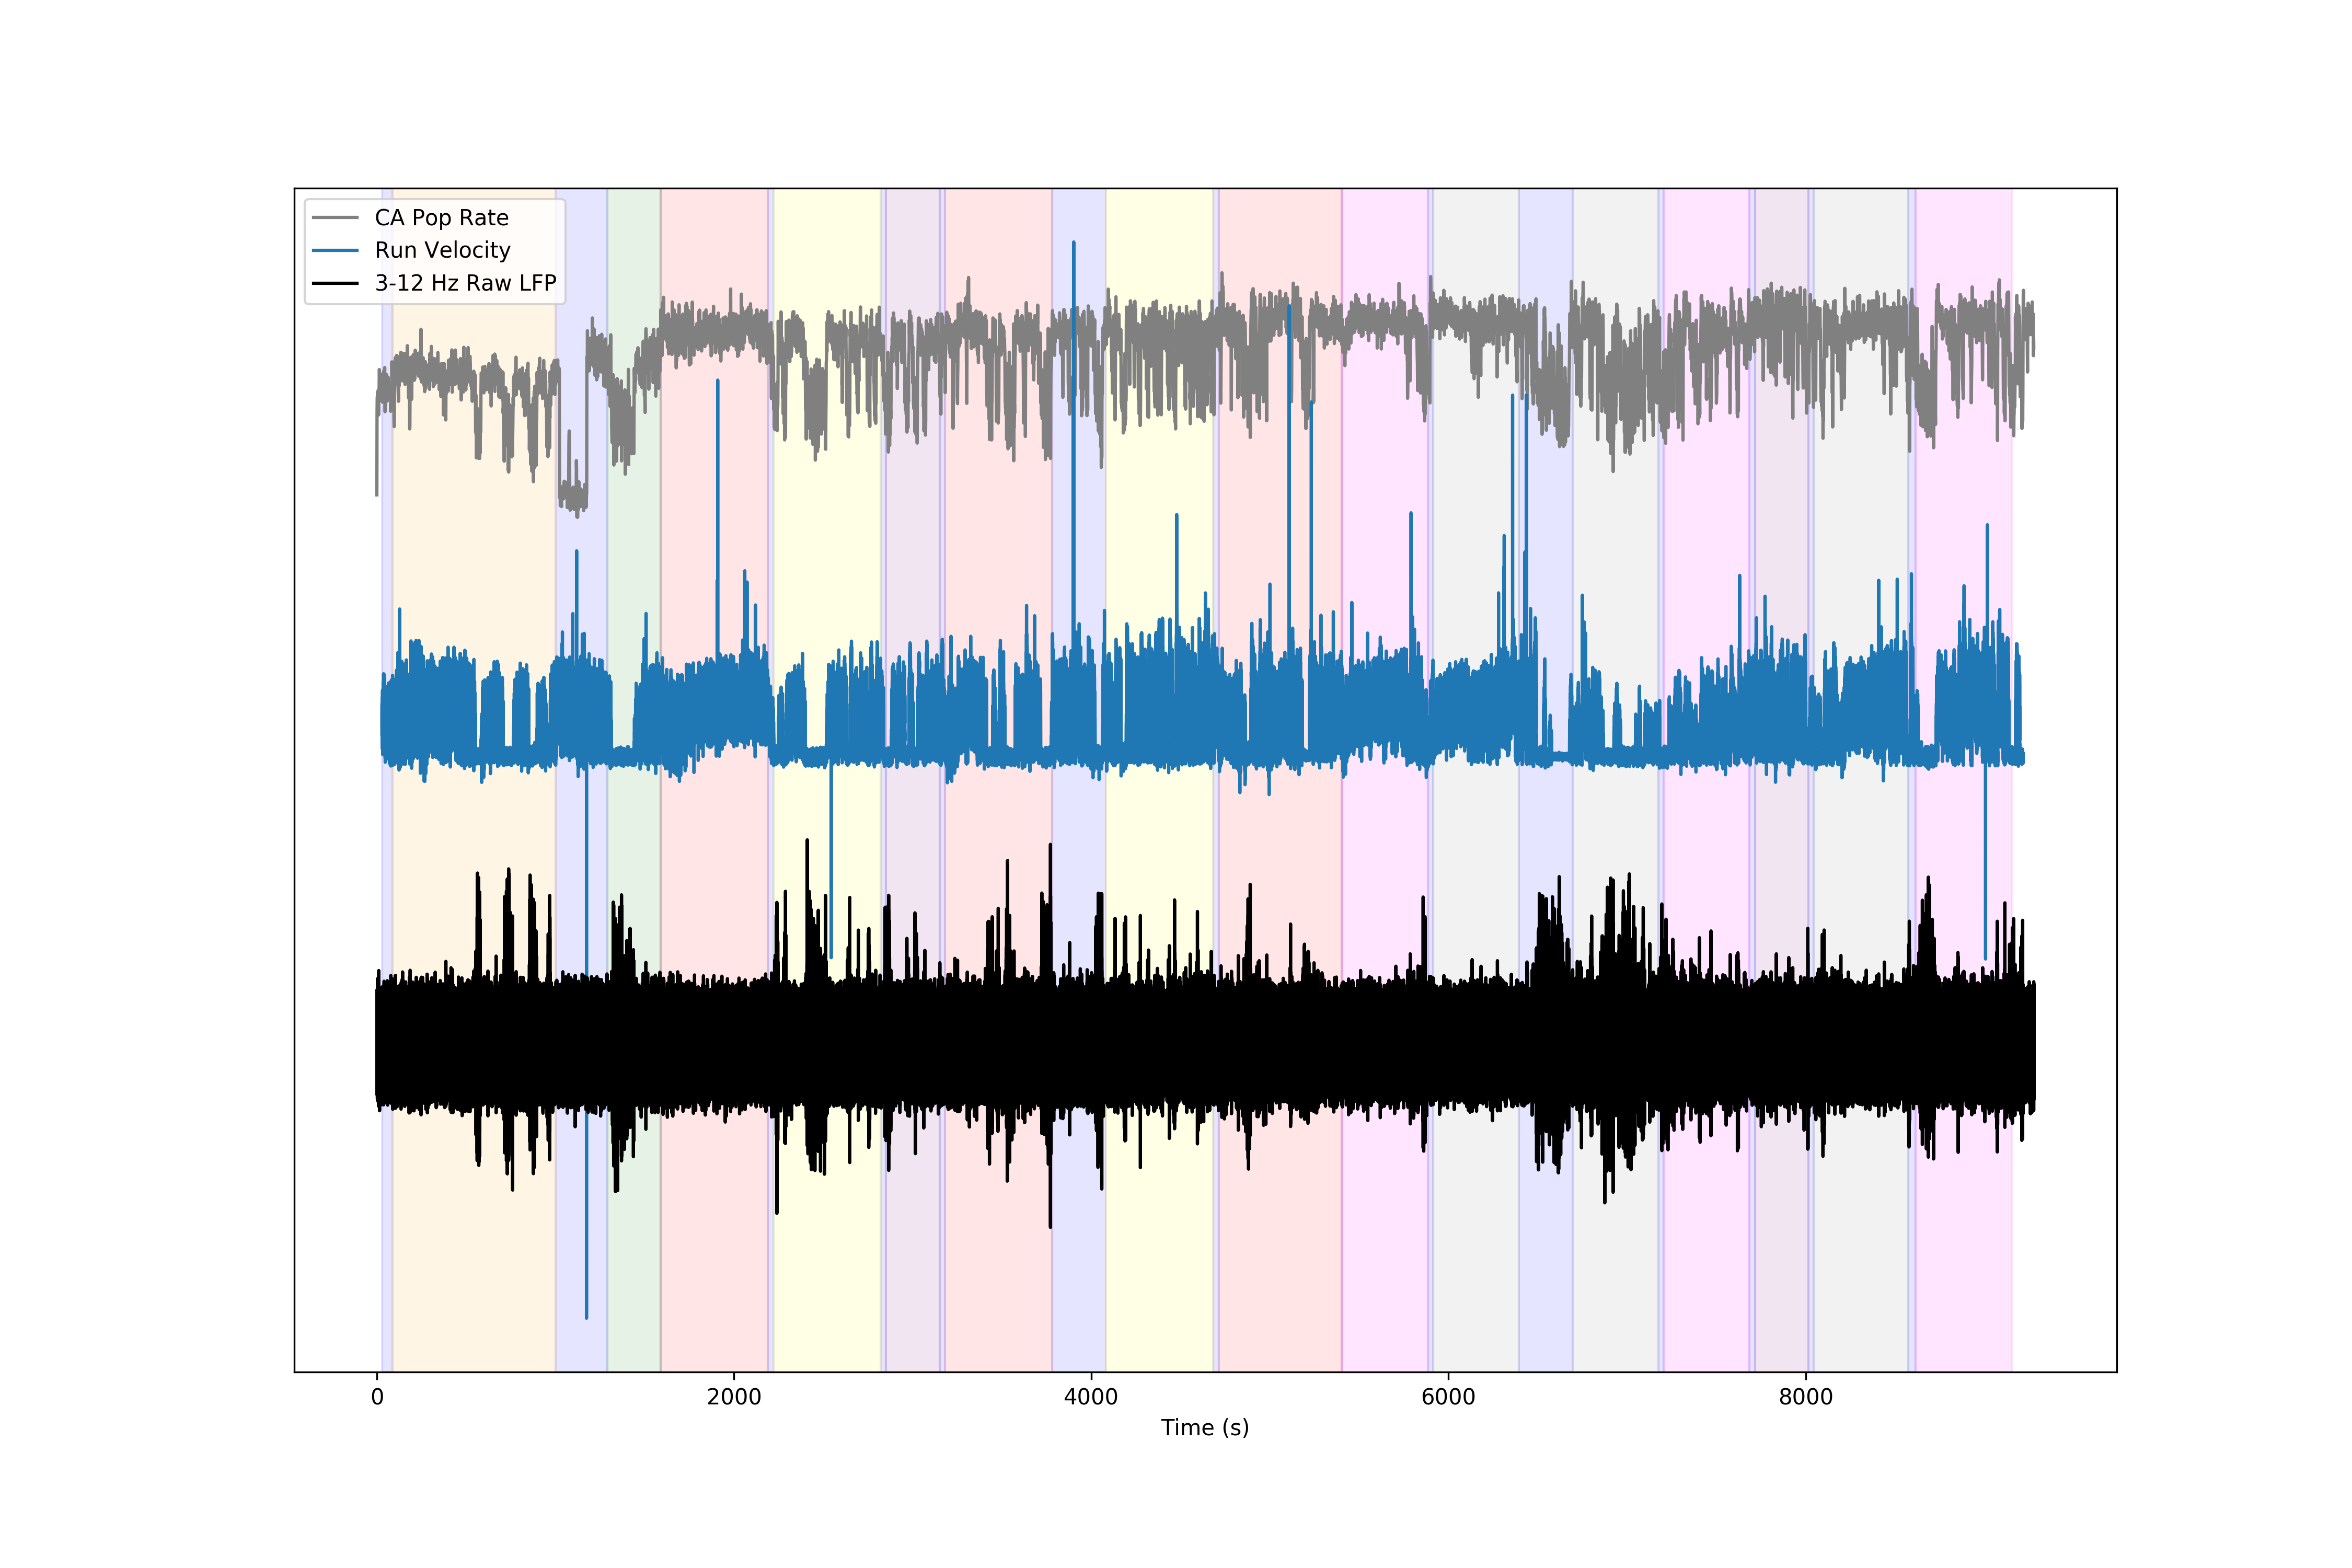 CA Pop Rate
Run Velocity
3-12 Hz Raw LFP
0 2000 4000 6000 8000
Time (s)